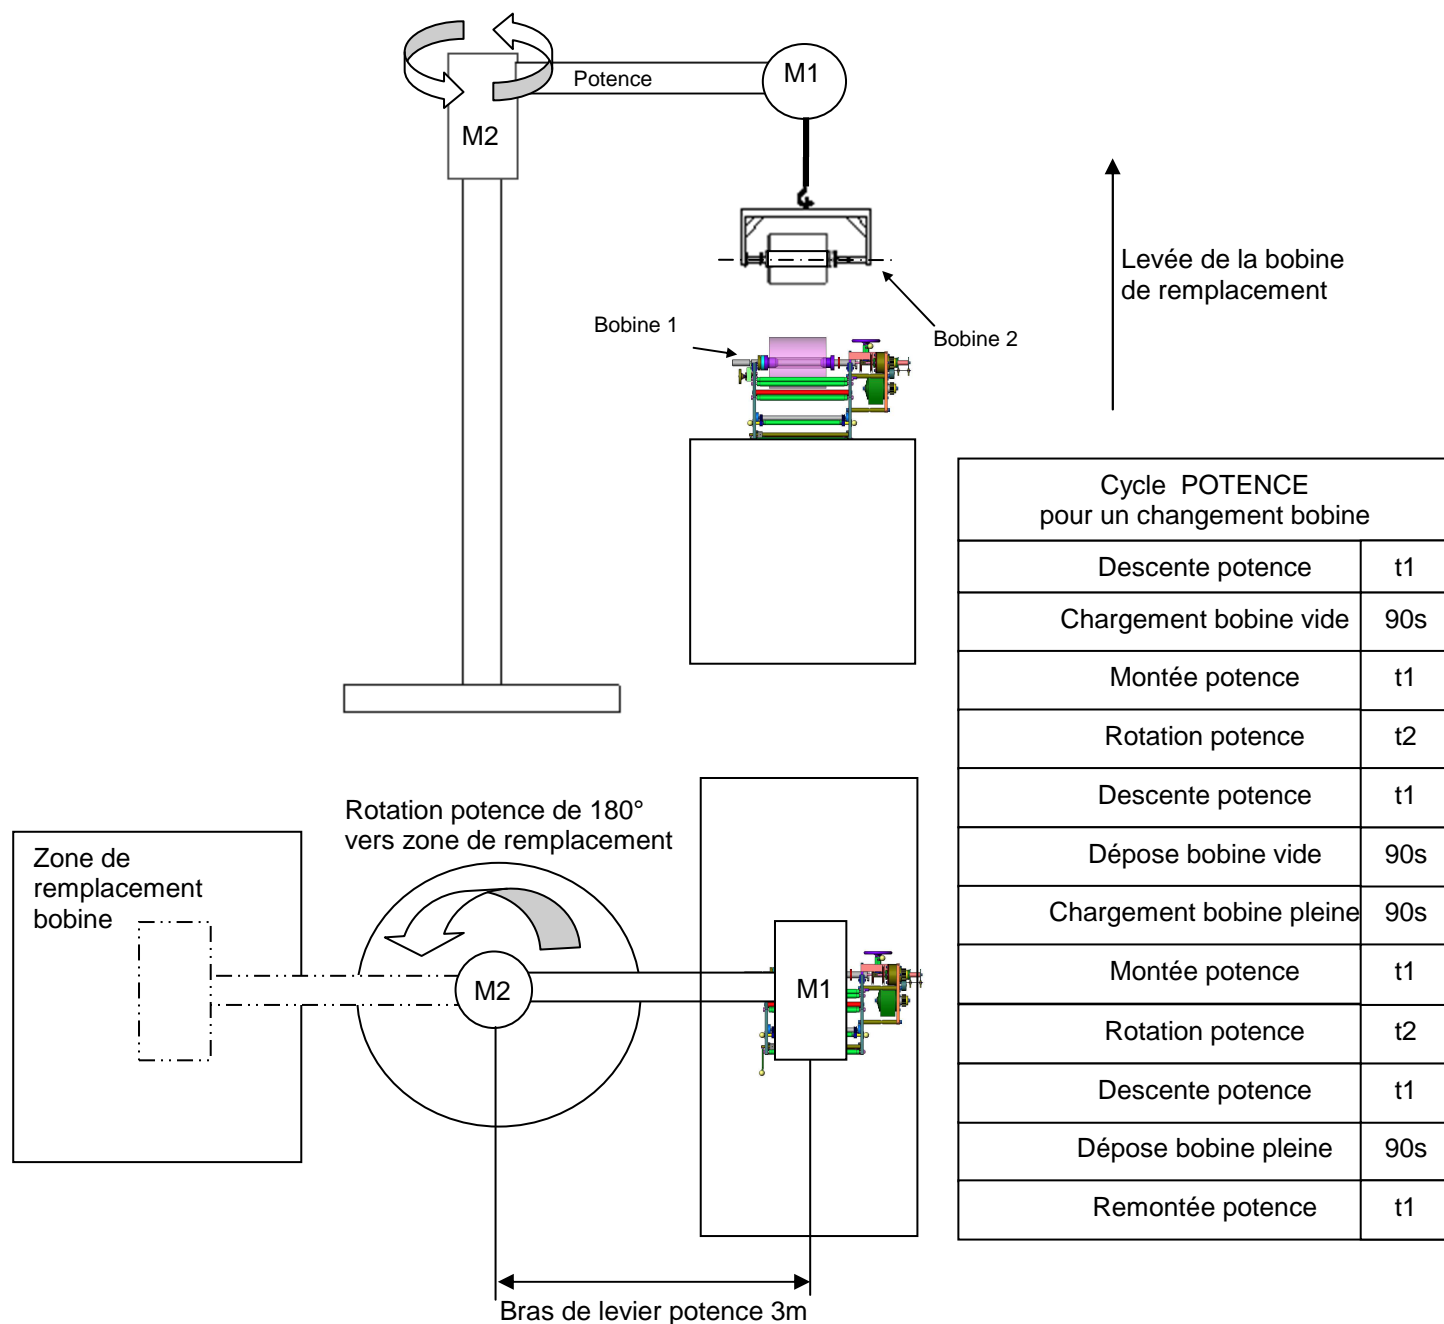 Potence
M1
M2
Levée de la bobine
de remplacement
Bobine 1
Bobine 2
Cycle POTENCE
pour un changement bobine
Descente potence t1
Chargement bobine vide 90s
Montée potence t1
Rotation potence t2
Descente potence t1
Dépose bobine vide 90s
Chargement bobine pleine 90s
Montée potence t1
Rotation potence t2
Descente potence t1
Dépose bobine pleine 90s
Remontée potence t1
Rotation potence de 180°
vers zone de remplacement
Zone de
remplacement
bobine
M2
M1
Bras de levier potence 3m